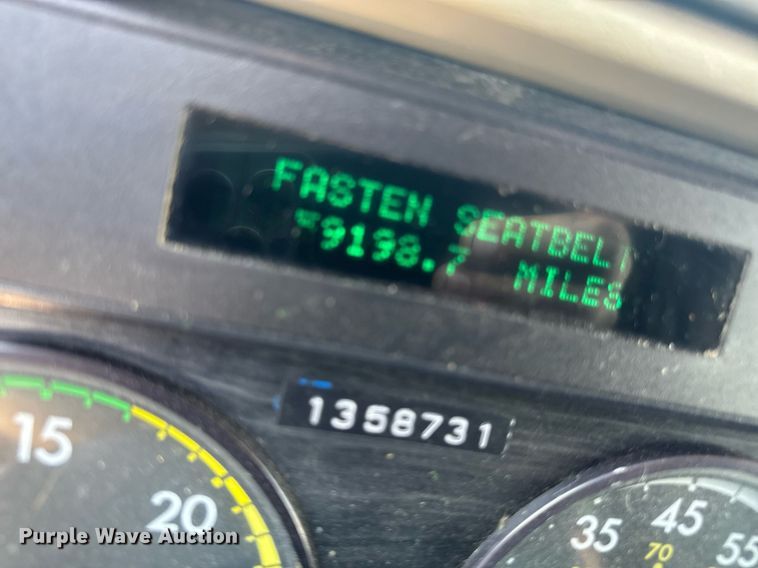 FASTEN SEATBELT
9198.7 MILES
1358731
15
20
35
45
55
70
Purple Wave Auction